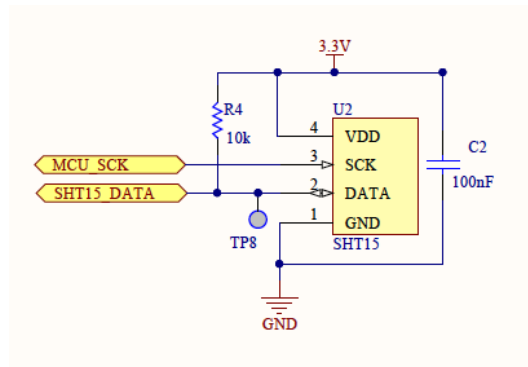 3.3V
R4
10k
U2
4
VDD
C2
100nF
MCU_SCK
3
SCK
SHT15_DATA
2
DATA
TP8
1
GND
SHT15
GND